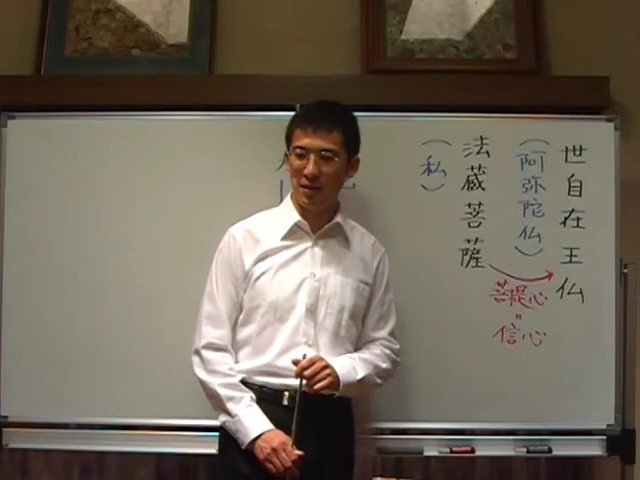 世自在王仏
(阿弥陀仏)
法蔵菩薩
(私)
菩提心
=
信心